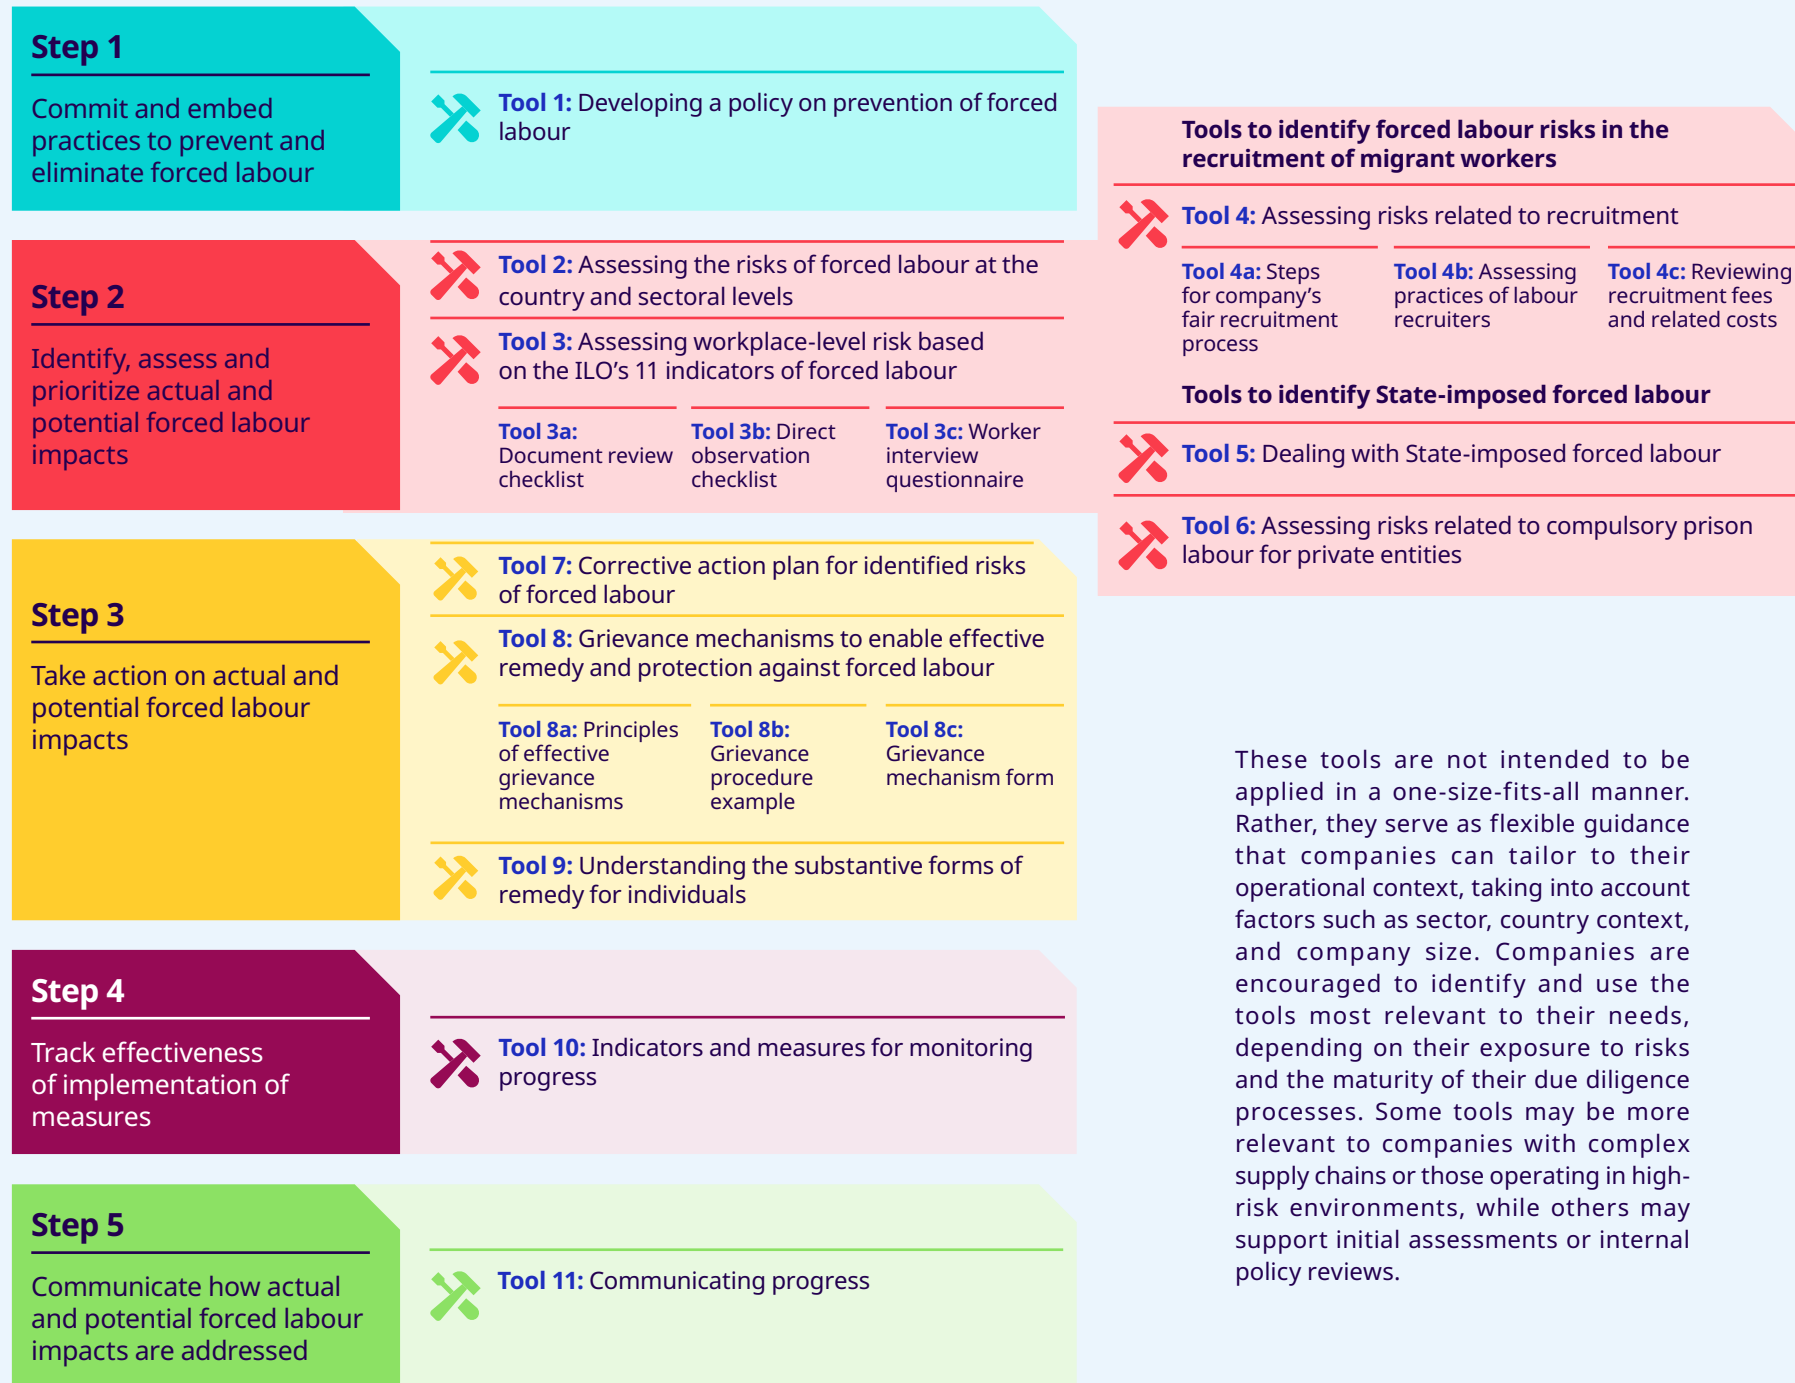 Step 1
Commit and embed
practices to prevent and
eliminate forced labour
Tool 1: Developing a policy on prevention of forced
labour
Step 2
Identify, assess and
prioritize actual and
potential forced labour
impacts
Tool 2: Assessing the risks of forced labour at the
country and sectoral levels
Tool 3: Assessing workplace-level risk based
on the ILO’s 11 indicators of forced labour
Tool 3a:
Document review
checklist
Tool 3b: Direct
observation
checklist
Tool 3c: Worker
interview
questionnaire
Tools to identify forced labour risks in the
recruitment of migrant workers
Tool 4: Assessing risks related to recruitment
Tool 4a: Steps
for company’s
fair recruitment
process
Tool 4b: Assessing
practices of labour
recruiters
Tool 4c: Reviewing
recruitment fees
and related costs
Tools to identify State-imposed forced labour
Tool 5: Dealing with State-imposed forced labour
Tool 6: Assessing risks related to compulsory prison
labour for private entities
Step 3
Take action on actual and
potential forced labour
impacts
Tool 7: Corrective action plan for identified risks
of forced labour
Tool 8: Grievance mechanisms to enable effective
remedy and protection against forced labour
Tool 8a: Principles
of effective
grievance
mechanisms
Tool 8b:
Grievance
procedure
example
Tool 8c:
Grievance
mechanism form
Tool 9: Understanding the substantive forms of
remedy for individuals
Step 4
Track effectiveness
of implementation of
measures
Tool 10: Indicators and measures for monitoring
progress
Step 5
Communicate how actual
and potential forced labour
impacts are addressed
Tool 11: Communicating progress
These tools are not intended to be
applied in a one-size-fits-all manner.
Rather, they serve as flexible guidance
that companies can tailor to their
operational context, taking into account
factors such as sector, country context,
and company size. Companies are
encouraged to identify and use the
tools most relevant to their needs,
depending on their exposure to risks
and the maturity of their due diligence
processes. Some tools may be more
relevant to companies with complex
supply chains or those operating in high-
risk environments, while others may
support initial assessments or internal
policy reviews.